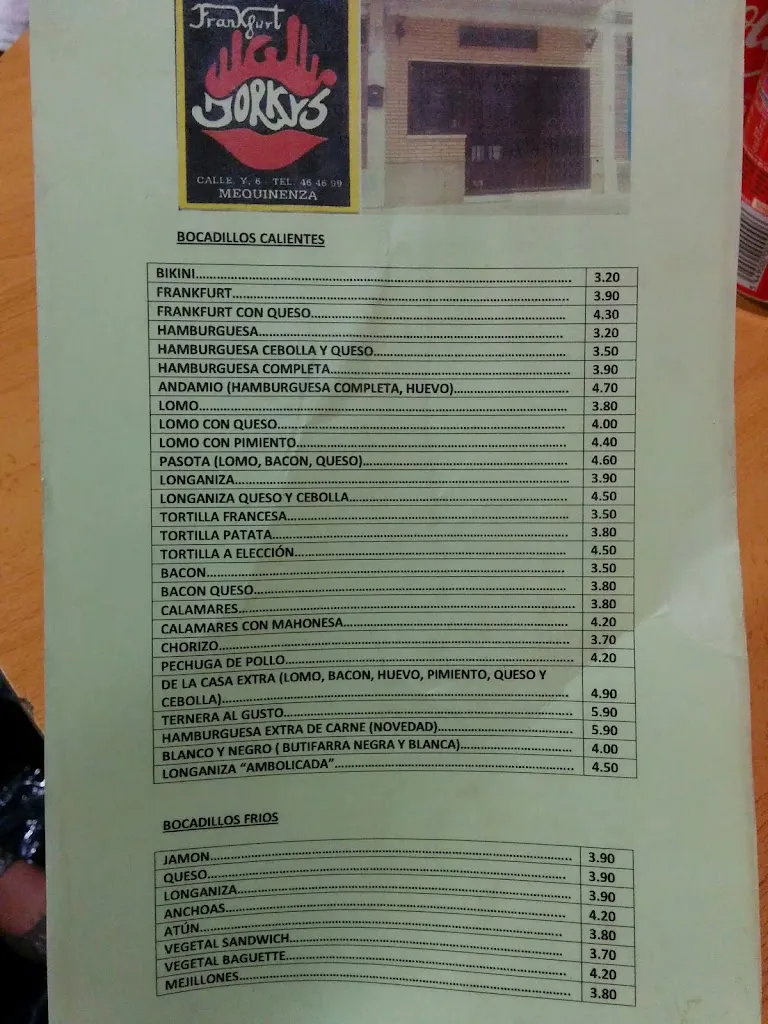 Frankfurt
JORKYS
CALLE, Y, 6 - TEL. 46 46 99
MEQUINENZA
BOCADILLOS CALIENTES
BIKINI 3.20
FRANKFURT 3.90
FRANKFURT CON QUESO 4.30
HAMBURGUESA 3.20
HAMBURGUESA CEBOLLA Y QUESO 3.50
HAMBURGUESA COMPLETA 3.90
ANDAMIO (HAMBURGUESA COMPLETA, HUEVO) 4.70
LOMO 3.80
LOMO CON QUESO 4.00
LOMO CON PIMIENTO 4.40
PASOTA (LOMO, BACON, QUESO) 4.60
LONGANIZA 3.90
LONGANIZA QUESO Y CEBOLLA 4.50
TORTILLA FRANCESA 3.50
TORTILLA PATATA 3.80
TORTILLA A ELECCIÓN 4.50
BACON 3.50
BACON QUESO 3.80
CALAMARES 3.80
CALAMARES CON MAHONESA 4.20
CHORIZO 3.70
PECHUGA DE POLLO 4.20
DE LA CASA EXTRA (LOMO, BACON, HUEVO, PIMIENTO, QUESO Y
CEBOLLA) 4.90
TERNERA AL GUSTO 5.90
HAMBURGUESA EXTRA DE CARNE (NOVEDAD) 5.90
BLANCO Y NEGRO ( BUTIFARRA NEGRA Y BLANCA) 4.00
LONGANIZA “AMBOLICADA” 4.50
BOCADILLOS FRIOS
JAMON 3.90
QUESO 3.90
LONGANIZA 3.90
ANCHOAS 4.20
ATÚN 3.80
VEGETAL SANDWICH 3.70
VEGETAL BAGUETTE 4.20
MEJILLONES 3.80